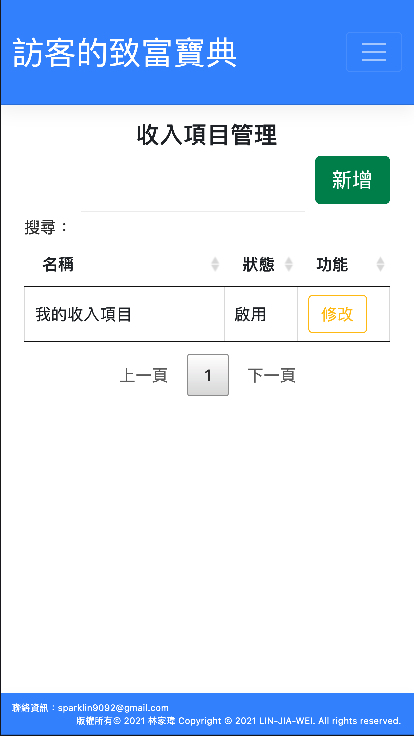 訪客的致富寶典
收入項目管理
新增
搜尋：
名稱 狀態 功能
我的收入項目 啟用 修改
上一頁 1 下一頁
聯絡資訊：sparklin9092@gmail.com
版權所有© 2021 林家瑋 Copyright © 2021 LIN-JIA-WEI. All rights reserved.